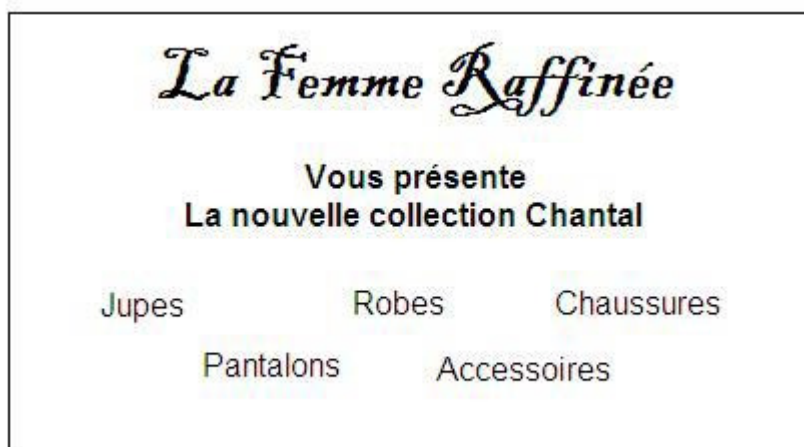 La Femme Raffinée
Vous présente
La nouvelle collection Chantal
Jupes Robes Chaussures
Pantalons Accessoires